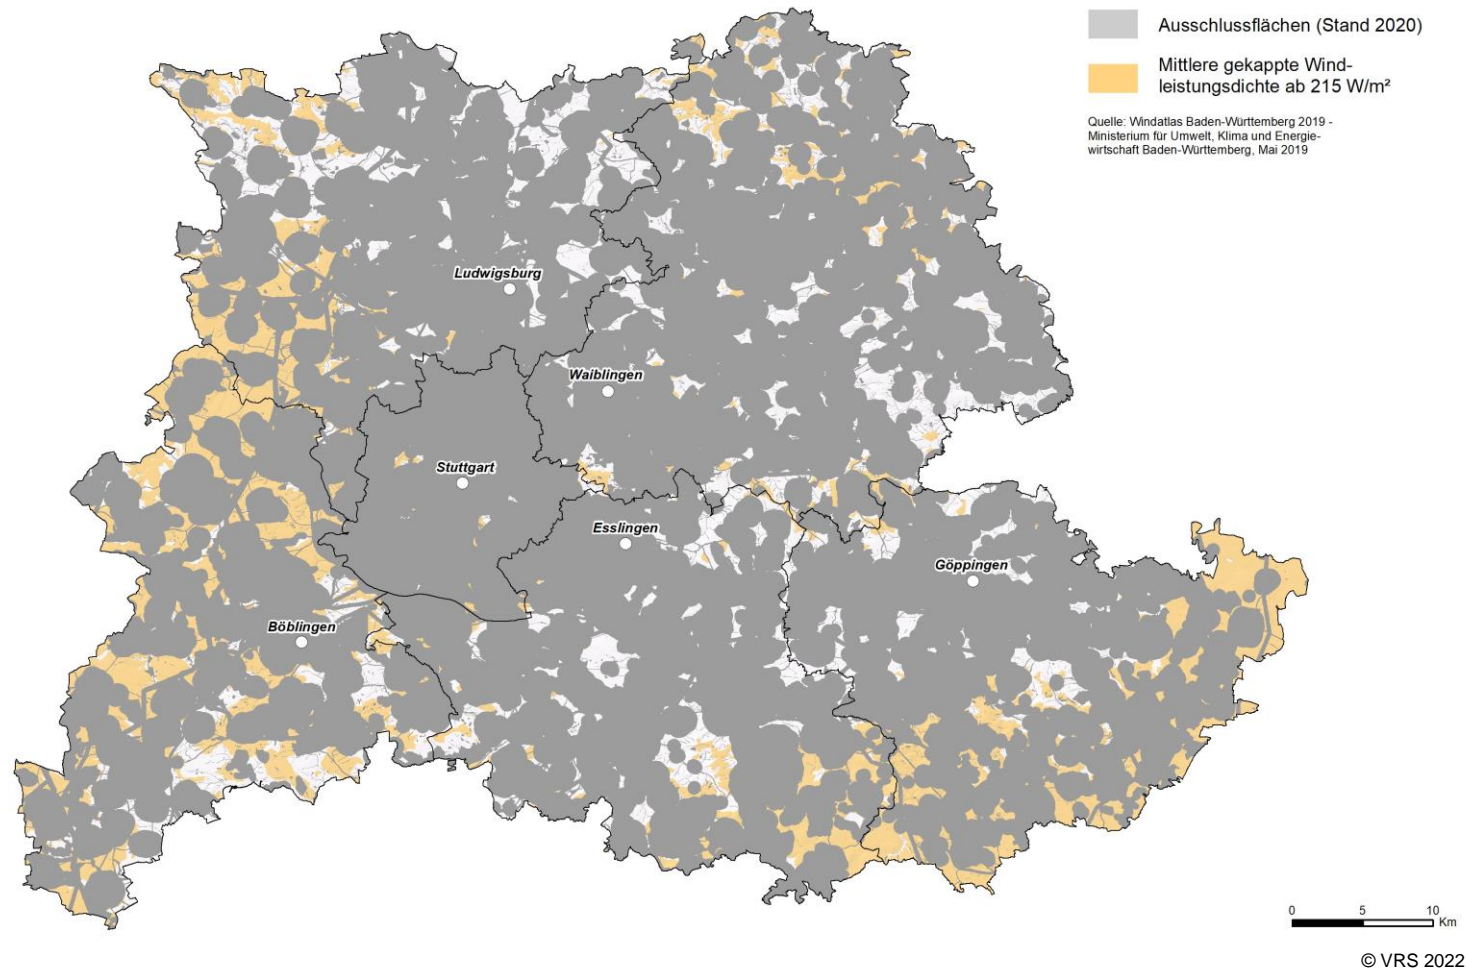 Ausschlussflächen (Stand 2020)
Mittlere gekappte Wind-
leistungsdichte ab 215 W/m²
Quelle: Windatlas Baden-Württemberg 2019 -
Ministerium für Umwelt, Klima und Energie-
wirtschaft Baden-Württemberg, Mai 2019
Ludwigsburg
Waiblingen
Stuttgart
Esslingen
Göppingen
Böblingen
0 5 10
Km
© VRS 2022